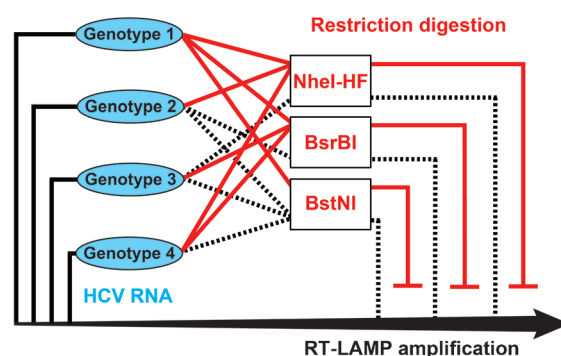 Genotype 1
Restriction digestion
NheI-HF
Genotype 2
BsrBI
Genotype 3
BstNI
Genotype 4
HCV RNA
RT-LAMP amplification